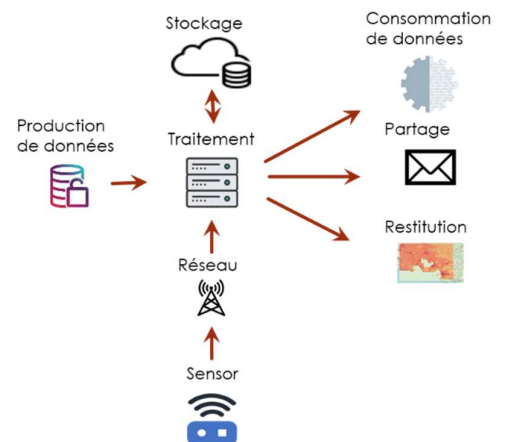 Stockage
Consommation
de données
Production
de données
Traitement
Partage
Restitution
Réseau
Sensor